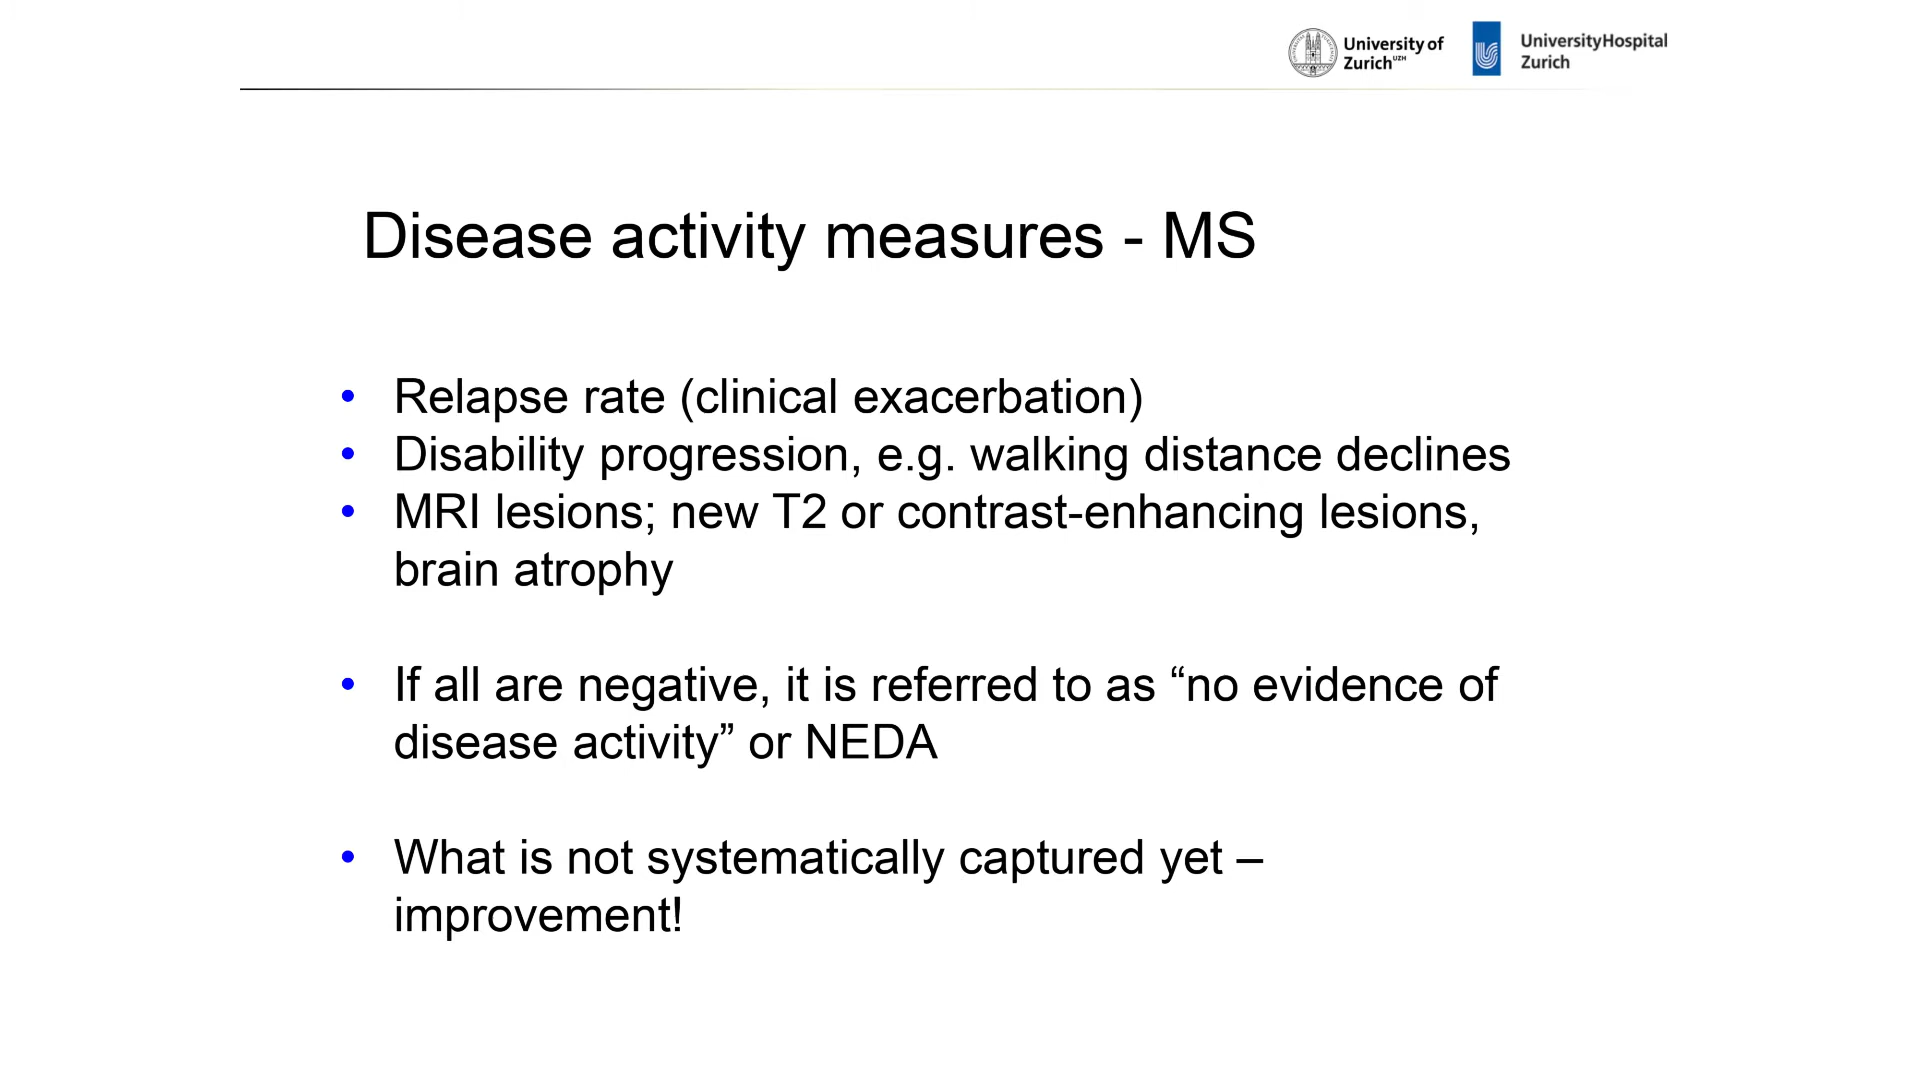 University of
Zurich UZH
UniversityHospital
Zurich
Disease activity measures - MS
• Relapse rate (clinical exacerbation)
• Disability progression, e.g. walking distance declines
• MRI lesions; new T2 or contrast-enhancing lesions,
brain atrophy
• If all are negative, it is referred to as “no evidence of
disease activity” or NEDA
• What is not systematically captured yet –
improvement!